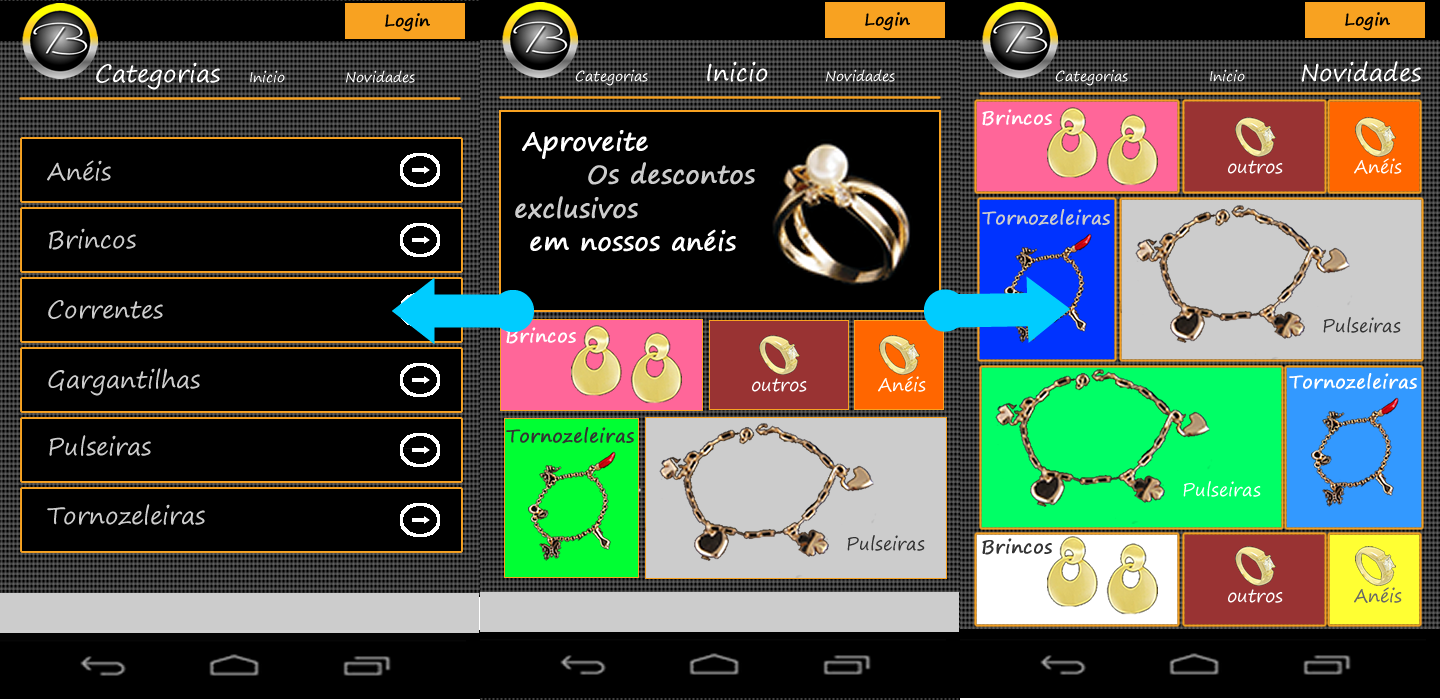 B
Login
Categorias
Inicio
Novidades
Anéis
Brincos
Correntes
Gargantilhas
Pulseiras
Tornozeleiras
B
Login
Categorias
Inicio
Novidades
Aproveite
Os descontos
exclusivos
em nossos anéis
Brincos
outros
Anéis
Tornozeleiras
Pulseiras
B
Login
Categorias
Inicio
Novidades
Brincos
outros
Anéis
Tornozeleiras
Pulseiras
Pulseiras
Tornozeleiras
Brincos
outros
Anéis